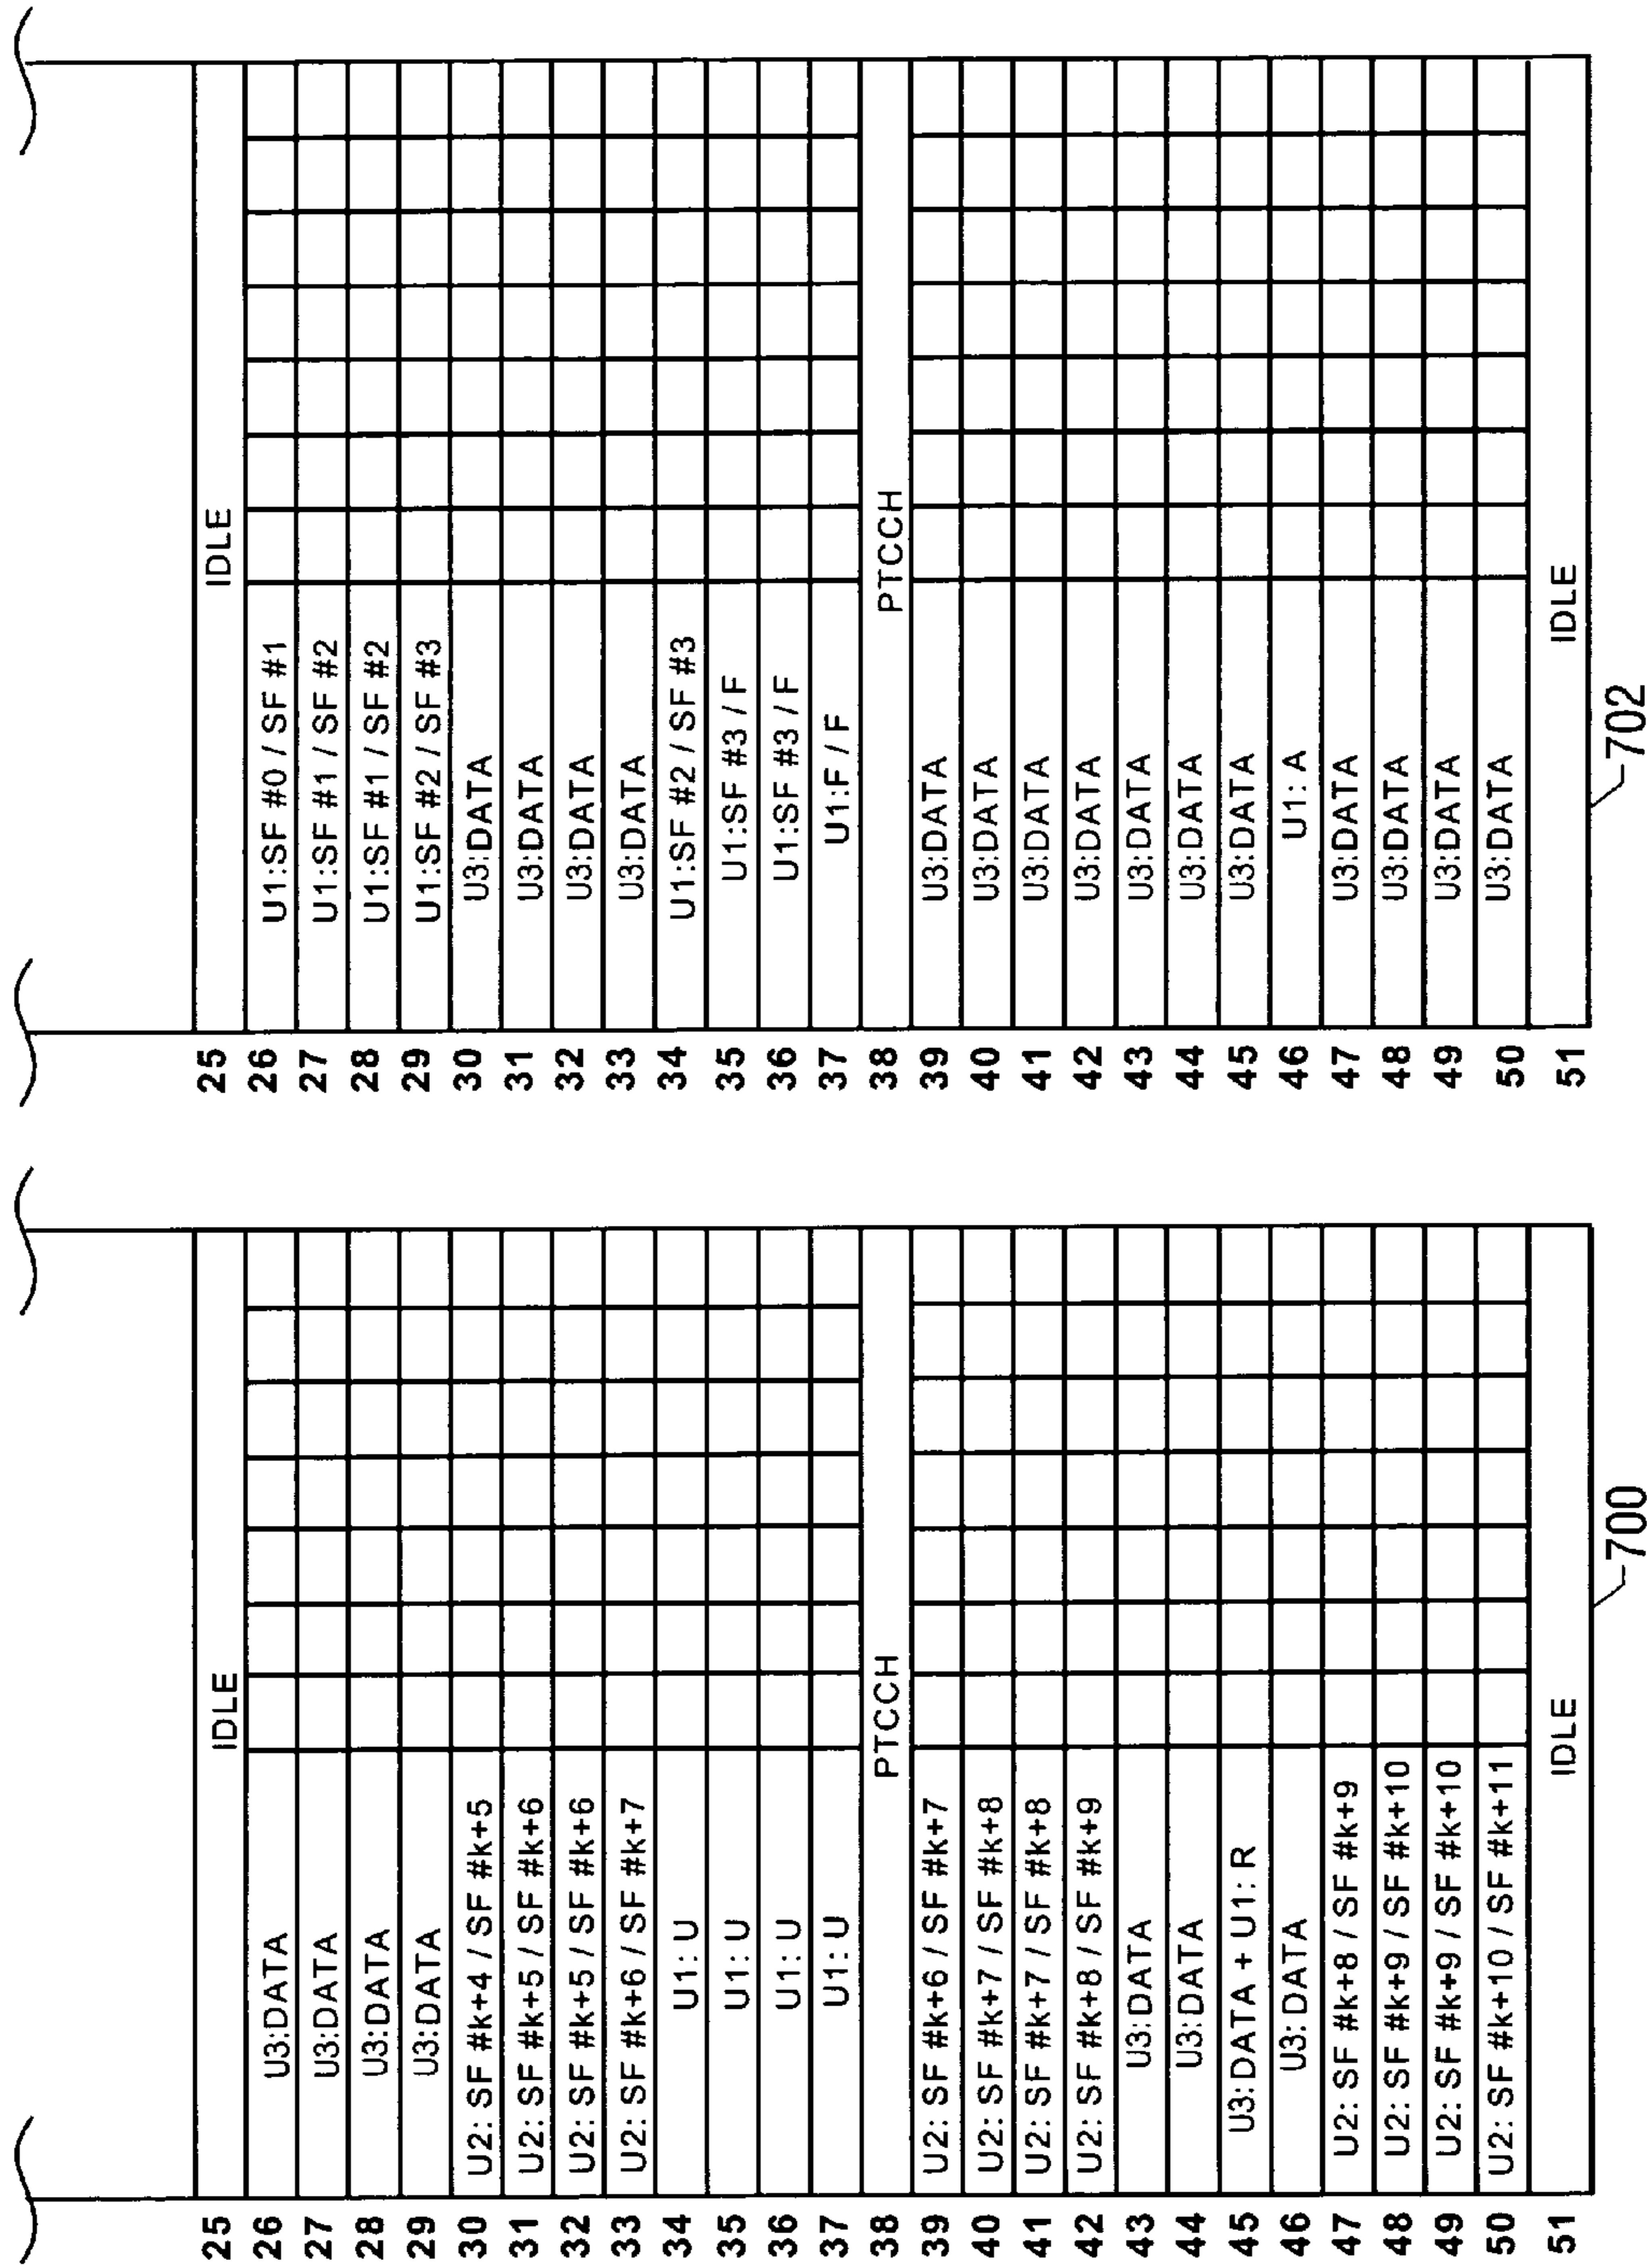 25 IDLE
26 U3:DATA
27 U3:DATA
28 U3:DATA
29 U3:DATA
30 U2: SF #k+4 / SF #k+5
31 U2: SF #k+5 / SF #k+6
32 U2: SF #k+5 / SF #k+6
33 U2: SF #k+6 / SF #k+7
34 U1: U
35 U1: U
36 U1: U
37 U1: U
38 PTCCH
39 U2: SF #k+6 / SF #k+7
40 U2: SF #k+7 / SF #k+8
41 U2: SF #k+7 / SF #k+8
42 U2: SF #k+8 / SF #k+9
43 U3:DATA
44 U3:DATA
45 U3:DATA + U1: R
46 U3: DATA
47 U2: SF #k+8 / SF #k+9
48 U2: SF #k+9 / SF #k+10
49 U2: SF #k+9 / SF #k+10
50 U2: SF #k+10 / SF #k+11
51 IDLE
700
25 IDLE
26 U1:SF #0 / SF #1
27 U1:SF #1 / SF #2
28 U1:SF #1 / SF #2
29 U1:SF #2 / SF #3
30 U3:DATA
31 U3:DATA
32 U3:DATA
33 U3:DATA
34 U1:SF #2 / SF #3
35 U1:SF #3 / F
36 U1:SF #3 / F
37 U1:F / F
38 PTCCH
39 U3:DATA
40 U3:DATA
41 U3:DATA
42 U3:DATA
43 U3:DATA
44 U3:DATA
45 U3:DATA
46 U1: A
47 U3:DATA
48 U3:DATA
49 U3:DATA
50 U3:DATA
51 IDLE
702